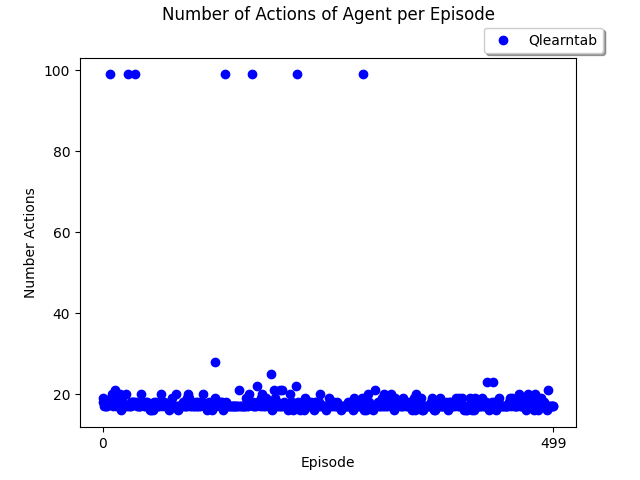 Number of Actions of Agent per Episode
Qlearntab
100
80
60
40
20
Number Actions
0
499
Episode